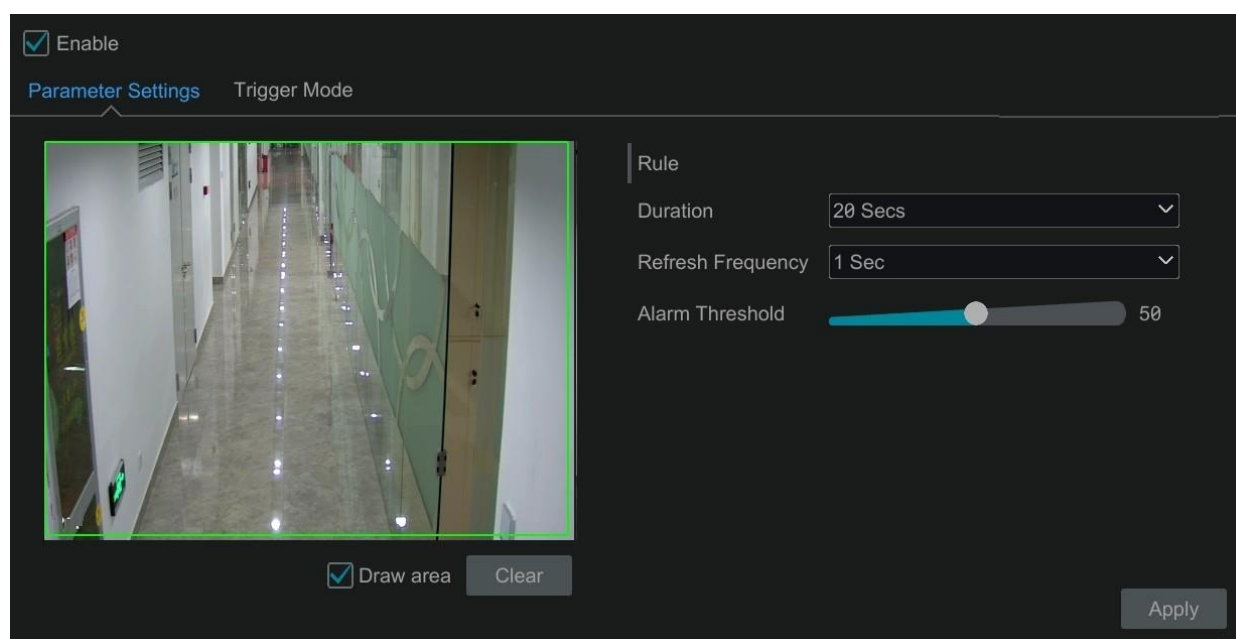 Enable
Parameter Settings Trigger Mode
Rule
Duration 20 Secs
Refresh Frequency 1 Sec
Alarm Threshold 50
Draw area Clear
Apply